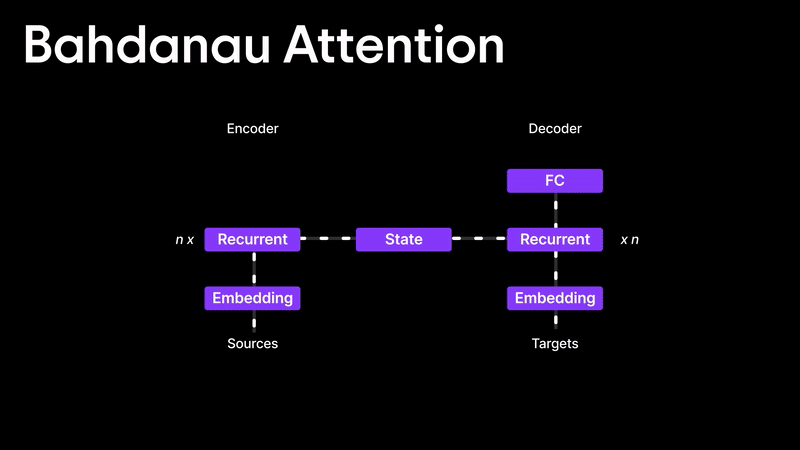 Bahdanau Attention
Encoder
Decoder
FC
n x
Recurrent
State
Recurrent
x n
Embedding
Embedding
Sources
Targets